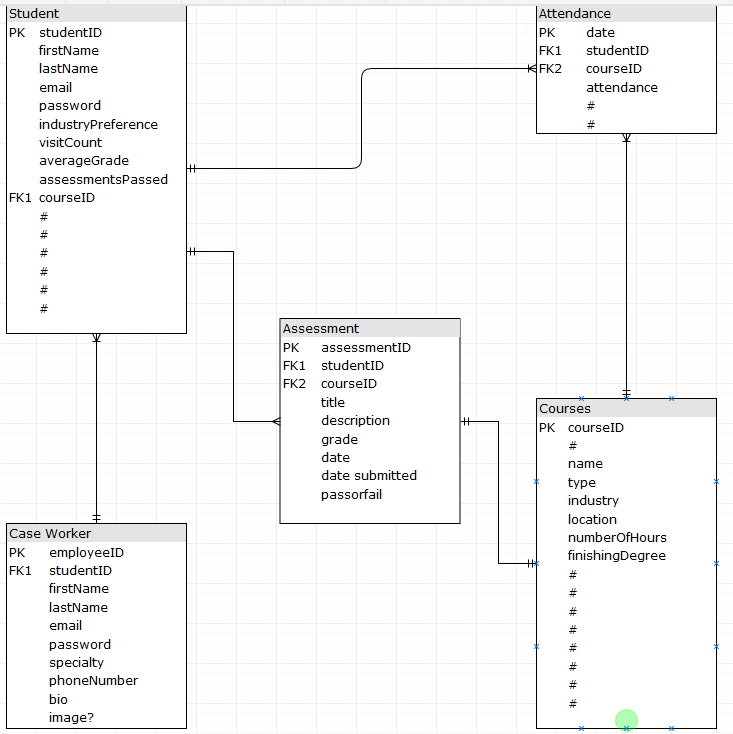 Student
PK studentID
firstName
lastName
email
password
industryPreference
visitCount
averageGrade
assessmentsPassed
FK1 courseID
#
#
#
#
#
#
Attendance
PK date
FK1 studentID
FK2 courseID
attendance
#
#
Assessment
PK assessmentID
FK1 studentID
FK2 courseID
title
description
grade
date
date submitted
passorfail
Courses
PK courseID
#
name
type
industry
location
numberOfHours
finishingDegree
#
#
#
#
#
#
#
#
Case Worker
PK employeeID
FK1 studentID
firstName
lastName
email
password
specialty
phoneNumber
bio
image?